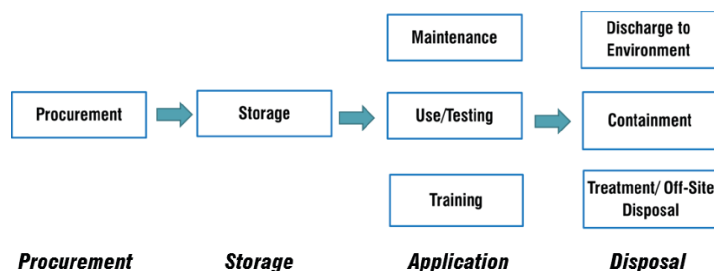 Maintenance
Discharge to
Environment
Procurement
Storage
Use/Testing
Containment
Training
Treatment/ Off-Site
Disposal
Procurement
Storage
Application
Disposal